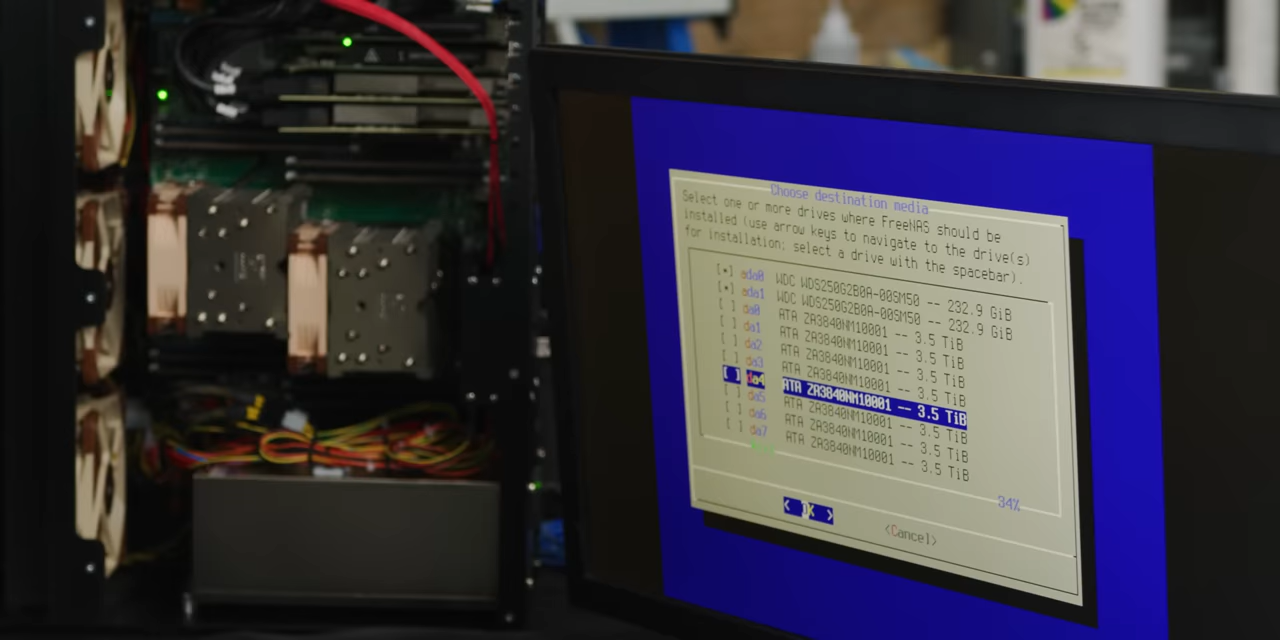 Choose destination media
Select one or more drives where FreeNAS should be
installed (use arrow keys to navigate to the drive(s)
for installation; select a drive with the spacebar).
[*] ada0 WDC WDS250G2B0A-00SM50 -- 232.9 GiB
[*] ada1 WDC WDS250G2B0A-00SM50 -- 232.9 GiB
[ ] da0 ATA ZA3840NM10001 -- 3.5 TiB
[ ] da1 ATA ZA3840NM10001 -- 3.5 TiB
[ ] da2 ATA ZA3840NM10001 -- 3.5 TiB
[ ] da3 ATA ZA3840NM10001 -- 3.5 TiB
[ ] da4 ATA ZA3840NM10001 -- 3.5 TiB
[ ] da5 ATA ZA3840NM10001 -- 3.5 TiB
[ ] da6 ATA ZA3840NM10001 -- 3.5 TiB
[ ] da7 ATA ZA3840NM10001 -- 3.5 TiB
34%
< OK >
<Cancel>